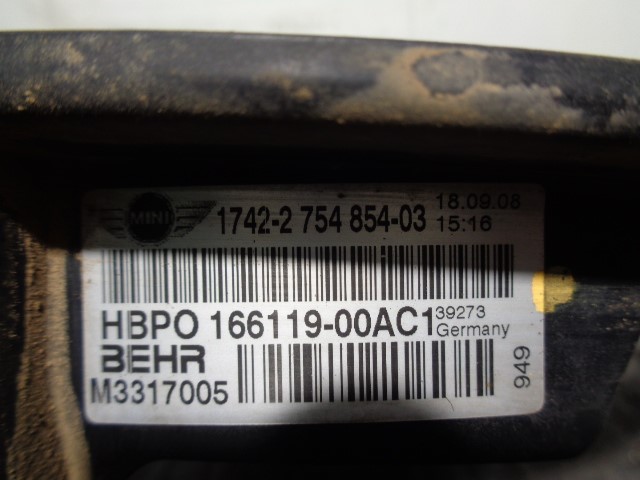 MINI
1742-2 754 854-03
18.09.08
15:16
HBPO 166119-00AC1
39273
Germany
BEHR
M3317005
949